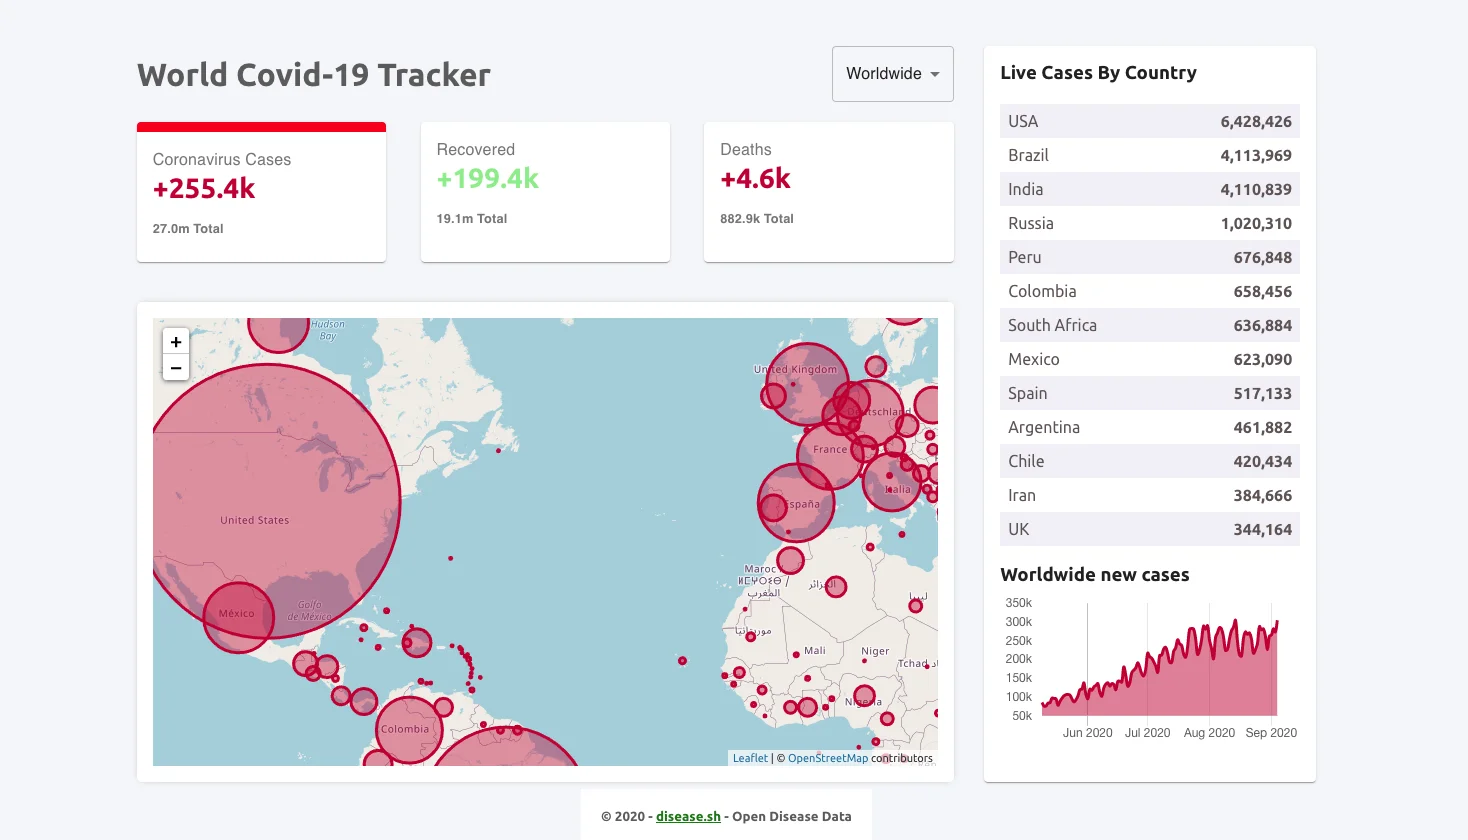 World Covid-19 Tracker
Worldwide
Coronavirus Cases
+255.4k
27.0m Total
Recovered
+199.4k
19.1m Total
Deaths
+4.6k
882.9k Total
+
−
Hudson
Bay
United States
México
Golfo
de México
Colombia
United Kingdom
Deutschland
France
España
Italia
Maroc
ⵍⵎⵖⵔⵉⴱ /
المغرب
الجزائر
ليبيا
موريتانيا
Mali
Niger
Tchad
Nigeria
Leaflet | © OpenStreetMap contributors
Live Cases By Country
USA 6,428,426
Brazil 4,113,969
India 4,110,839
Russia 1,020,310
Peru 676,848
Colombia 658,456
South Africa 636,884
Mexico 623,090
Spain 517,133
Argentina 461,882
Chile 420,434
Iran 384,666
UK 344,164
Worldwide new cases
350k
300k
250k
200k
150k
100k
50k
Jun 2020 Jul 2020 Aug 2020 Sep 2020
© 2020 - disease.sh - Open Disease Data